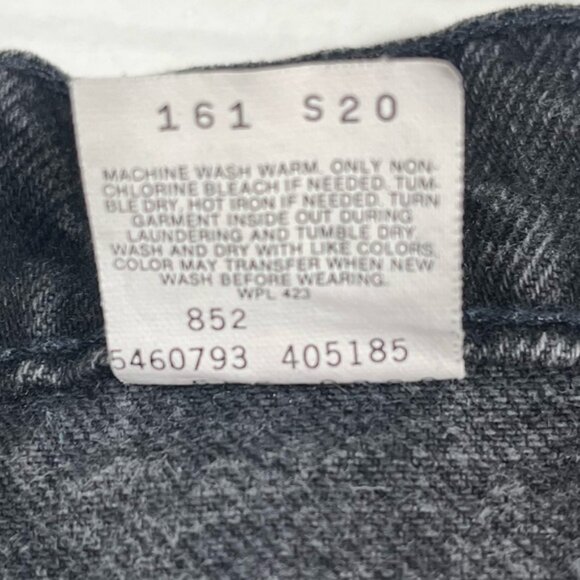 161 S20
MACHINE WASH WARM. ONLY NON-
CHLORINE BLEACH IF NEEDED. TUM-
BLE DRY. HOT IRON IF NEEDED. TURN
GARMENT INSIDE OUT DURING
LAUNDERING AND TUMBLE DRY.
WASH AND DRY WITH LIKE COLORS.
COLOR MAY TRANSFER WHEN NEW
WASH BEFORE WEARING.
WPL 423
852
5460793 405185